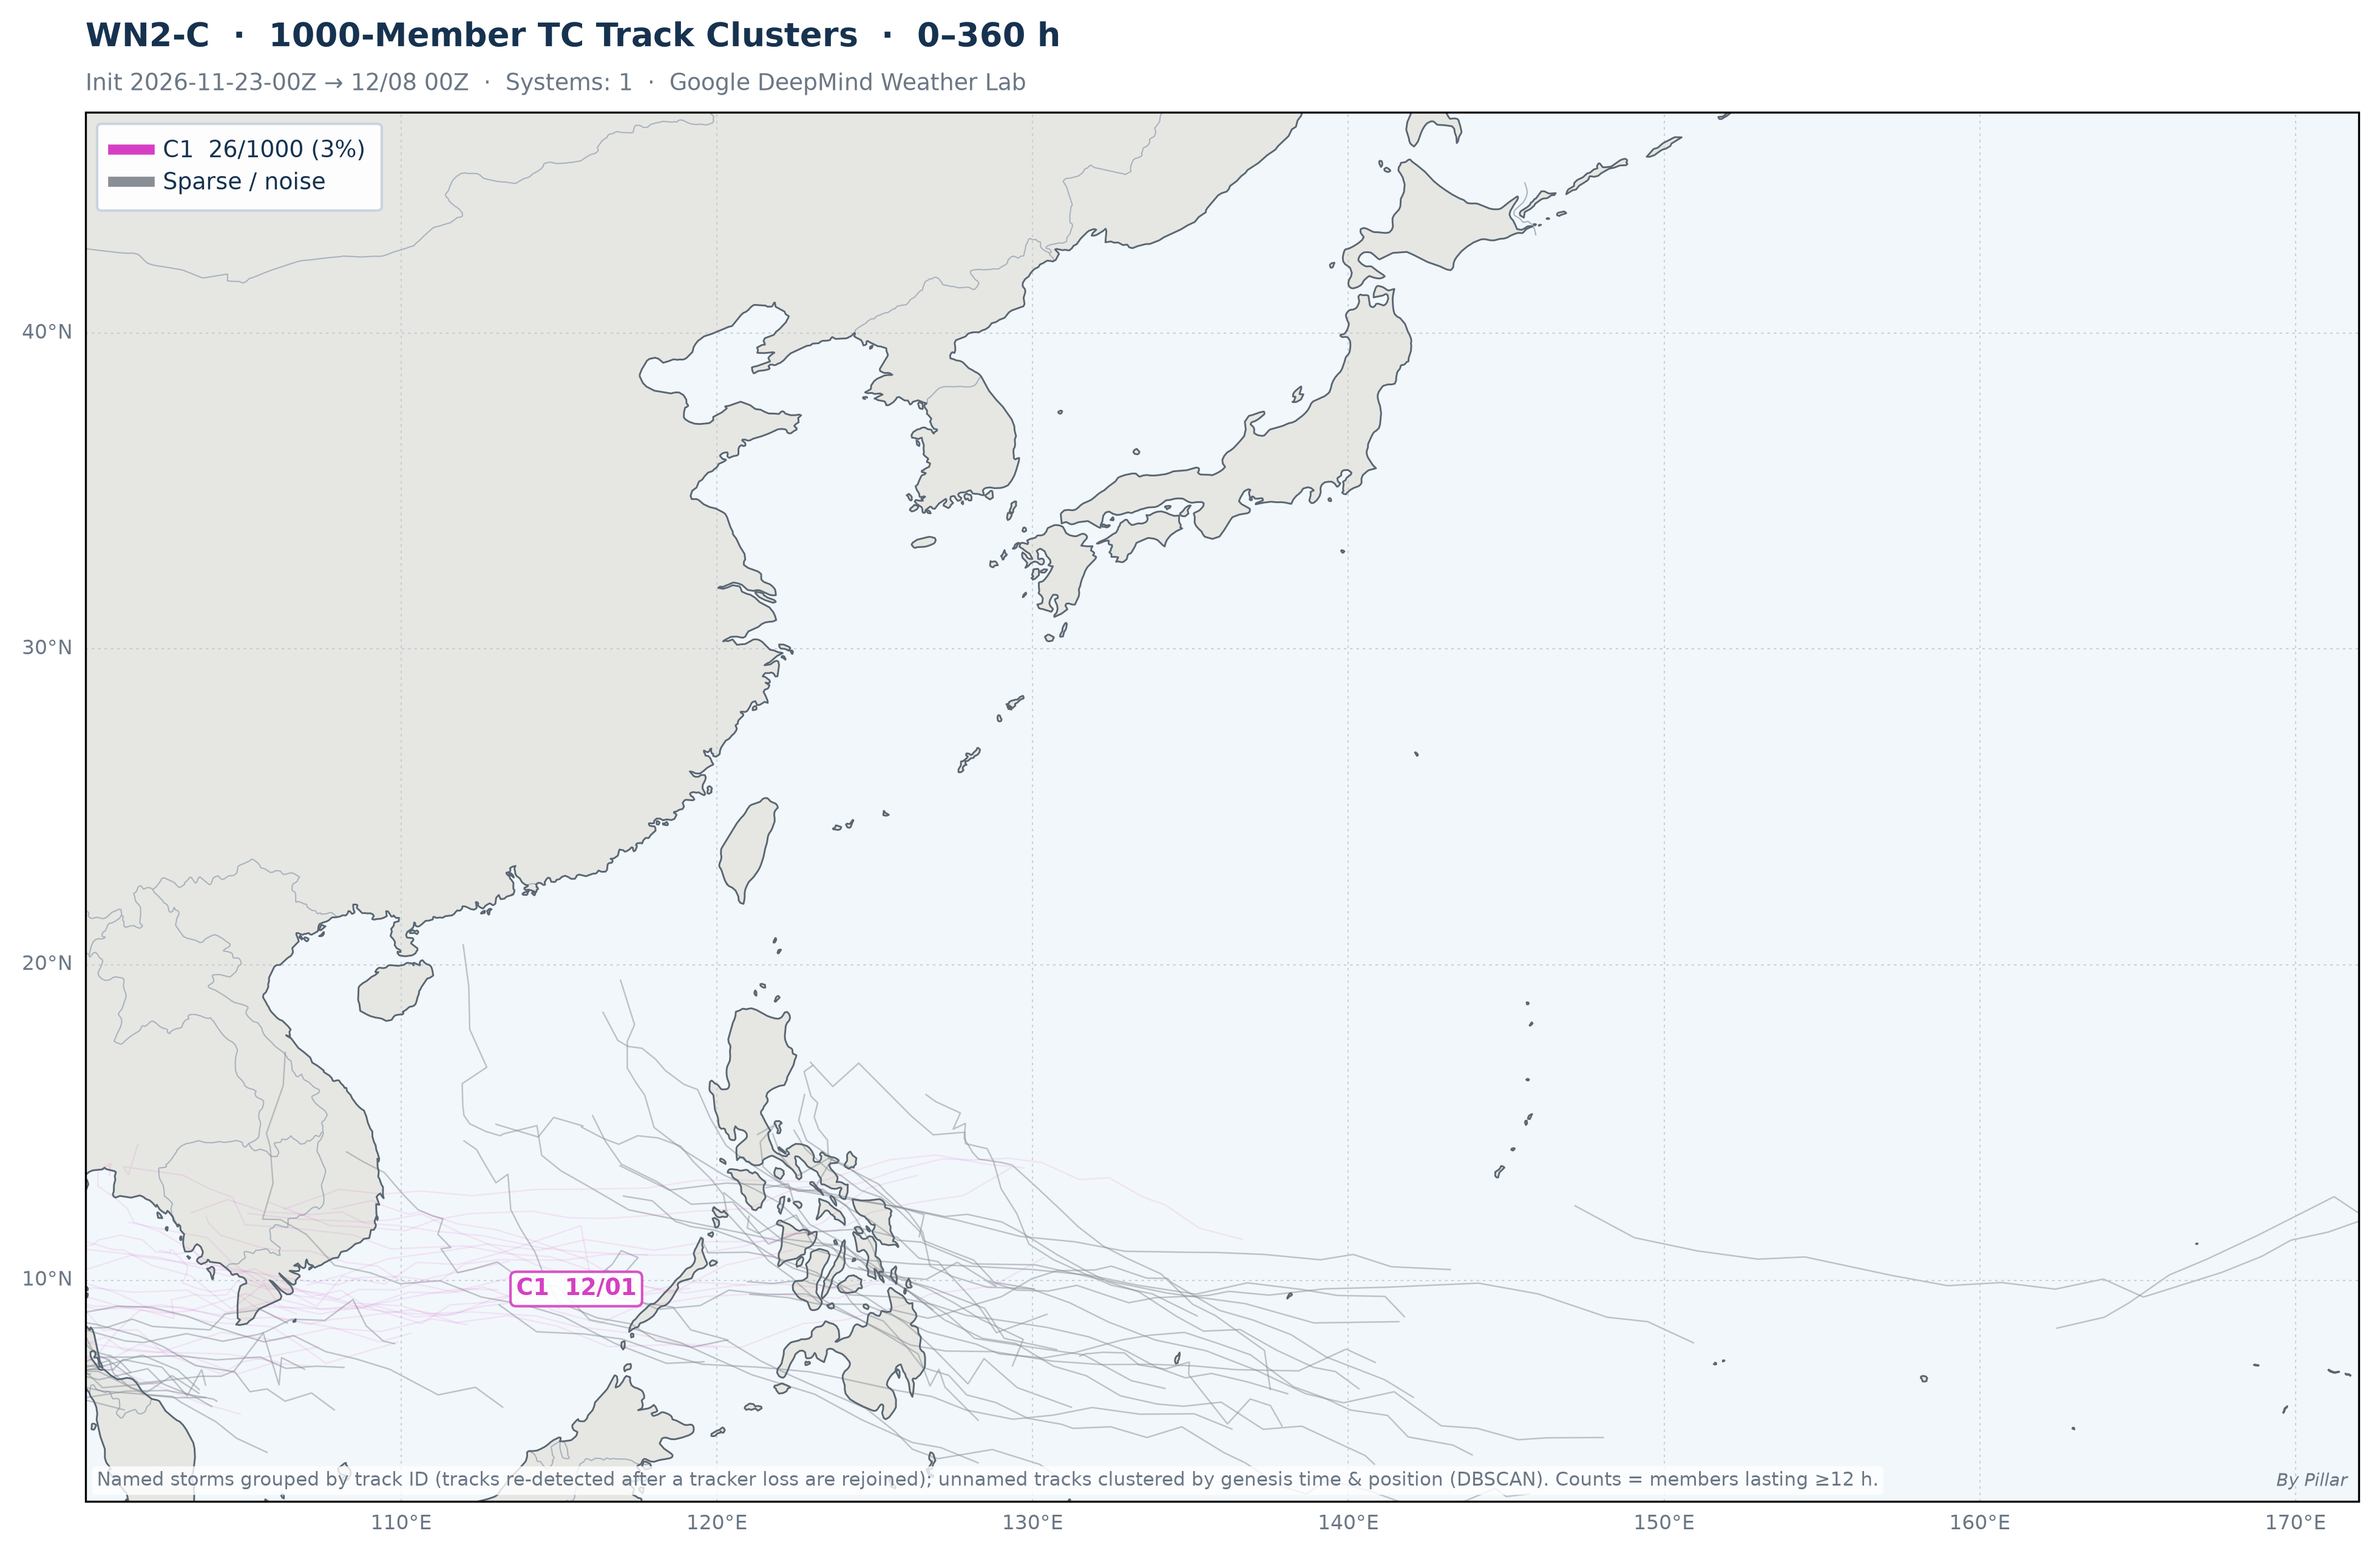 WN2-C · 1000-Member TC Track Clusters · 0–360 h
Init 2026-11-23-00Z → 12/08 00Z · Systems: 1 · Google DeepMind Weather Lab
C1 26/1000 (3%)
Sparse / noise
40°N
30°N
20°N
10°N
C1 12/01
Named storms grouped by track ID (tracks re-detected after a tracker loss are rejoined); unnamed tracks clustered by genesis time & position (DBSCAN). Counts = members lasting ≥12 h.
By Pillar
110°E
120°E
130°E
140°E
150°E
160°E
170°E